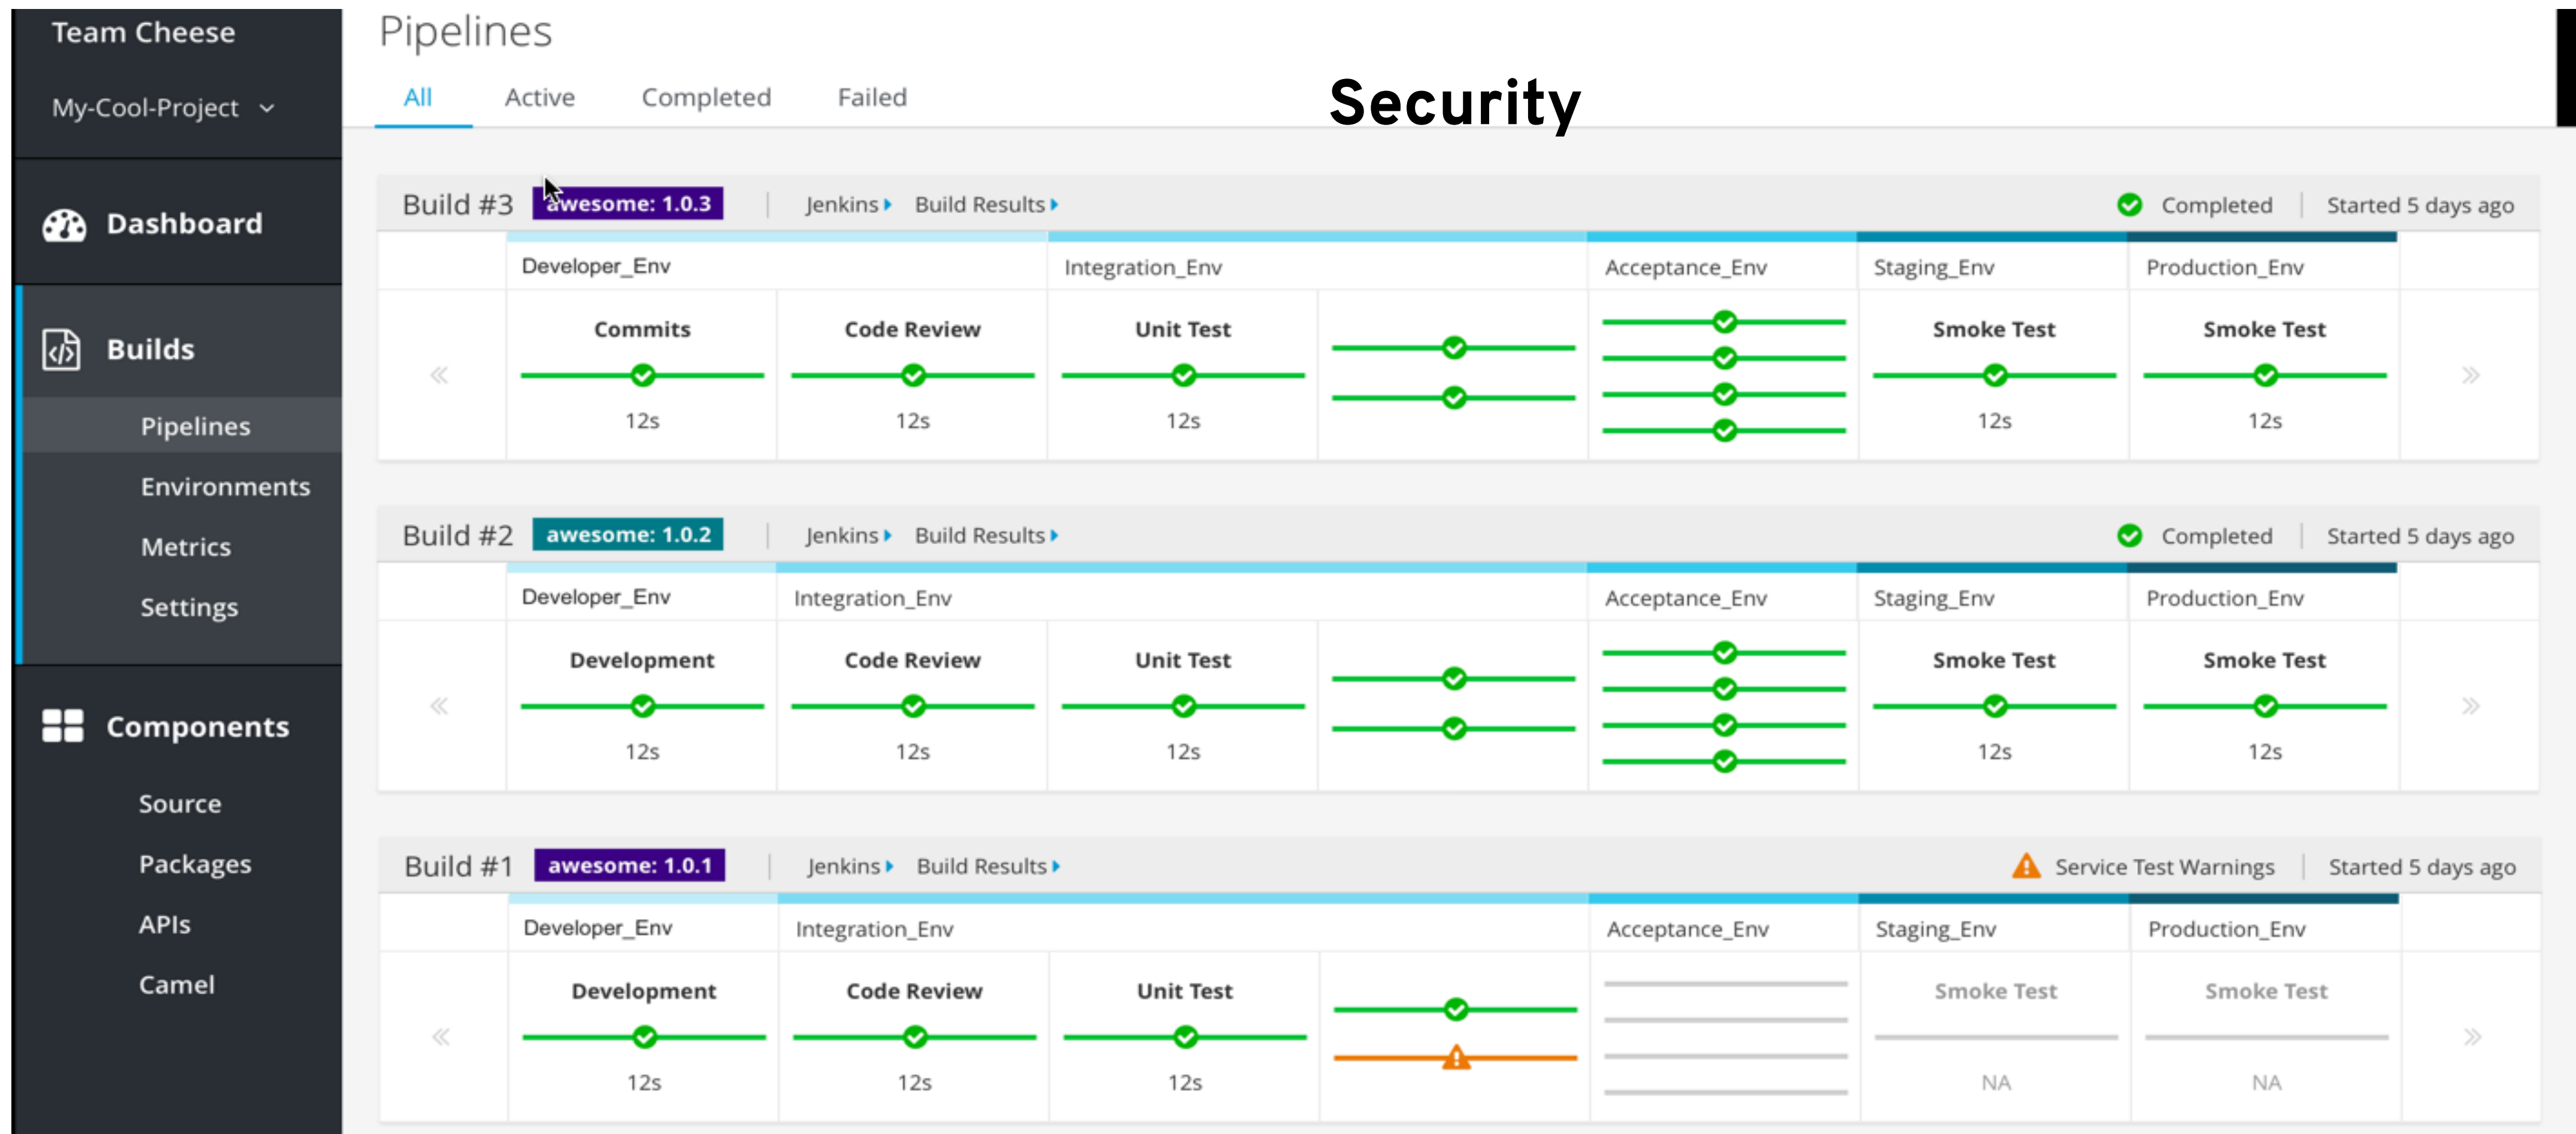 Team Cheese
My-Cool-Project
Dashboard
Builds
Pipelines
Environments
Metrics
Settings
Components
Source
Packages
APIs
Camel
Pipelines
All Active Completed Failed
Security
Build #3 awesome: 1.0.3 Jenkins Build Results Completed Started 5 days ago
Developer_Env Integration_Env Acceptance_Env Staging_Env Production_Env
Commits Code Review Unit Test Smoke Test Smoke Test
12s 12s 12s 12s 12s
Build #2 awesome: 1.0.2 Jenkins Build Results Completed Started 5 days ago
Developer_Env Integration_Env Acceptance_Env Staging_Env Production_Env
Development Code Review Unit Test Smoke Test Smoke Test
12s 12s 12s 12s 12s
Build #1 awesome: 1.0.1 Jenkins Build Results Service Test Warnings Started 5 days ago
Developer_Env Integration_Env Acceptance_Env Staging_Env Production_Env
Development Code Review Unit Test Smoke Test Smoke Test
12s 12s 12s NA NA